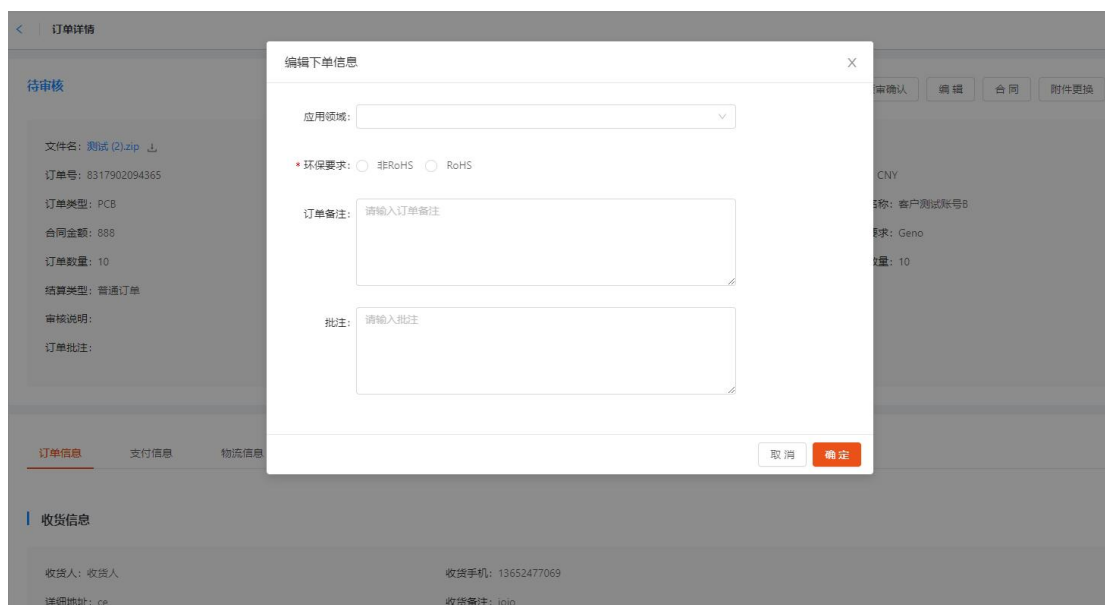 < 订单详情
编辑下单信息 X
待审核
审确认 编辑 合同 附件更换
应用领域:
文件名: 测试 (2).zip
* 环保要求: 非RoHS RoHS
订单号: 8317902094365 CNY
订单备注: 请输入订单备注
订单类型: PCB 名称: 客户测试账号B
合同金额: 888 要求: Geno
订单数量: 10 数量: 10
结算类型: 普通订单
批注: 请输入批注
审核说明:
订单批注:
订单信息 支付信息 物流信息
取消 确定
收货信息
收货人: 收货人 收货手机: 13652477069
详细地址: ce 收货备注: jojo